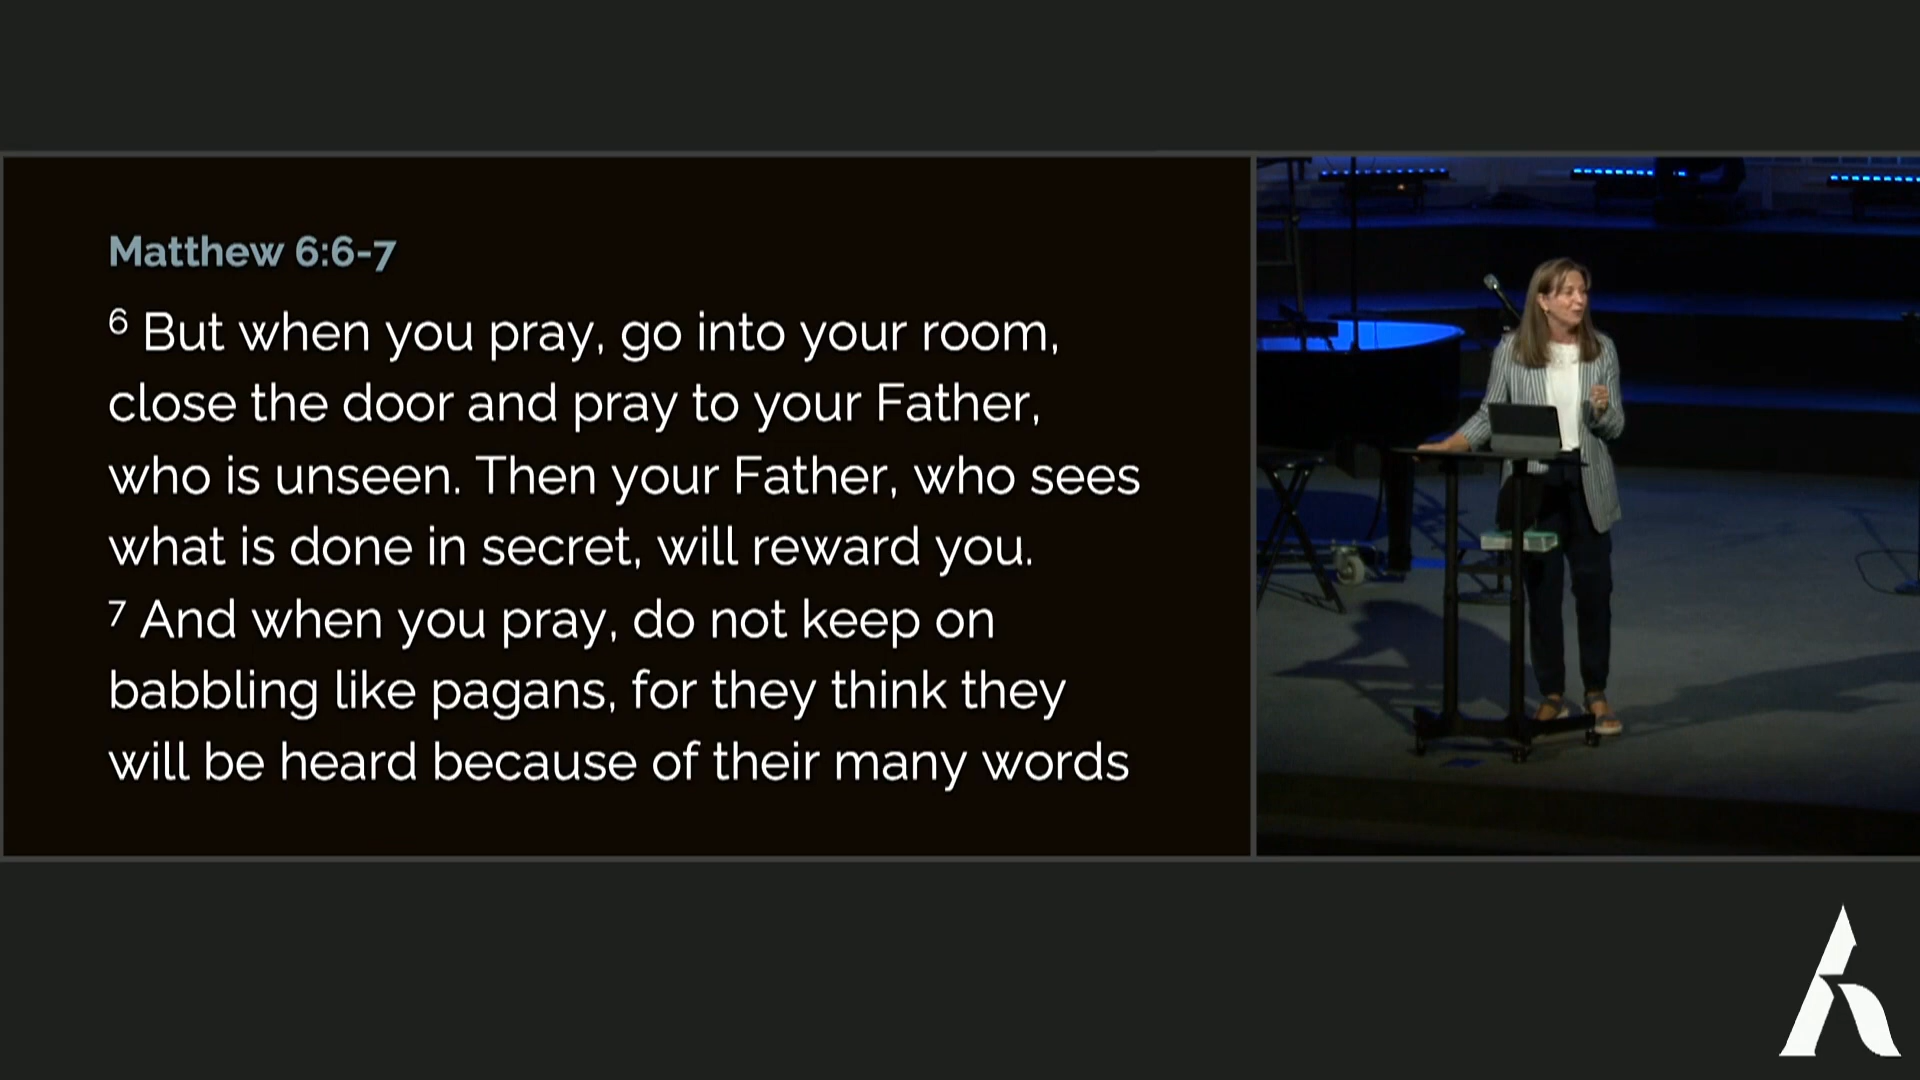 Matthew 6:6-7
6 But when you pray, go into your room,
close the door and pray to your Father,
who is unseen. Then your Father, who sees
what is done in secret, will reward you.
7 And when you pray, do not keep on
babbling like pagans, for they think they
will be heard because of their many words